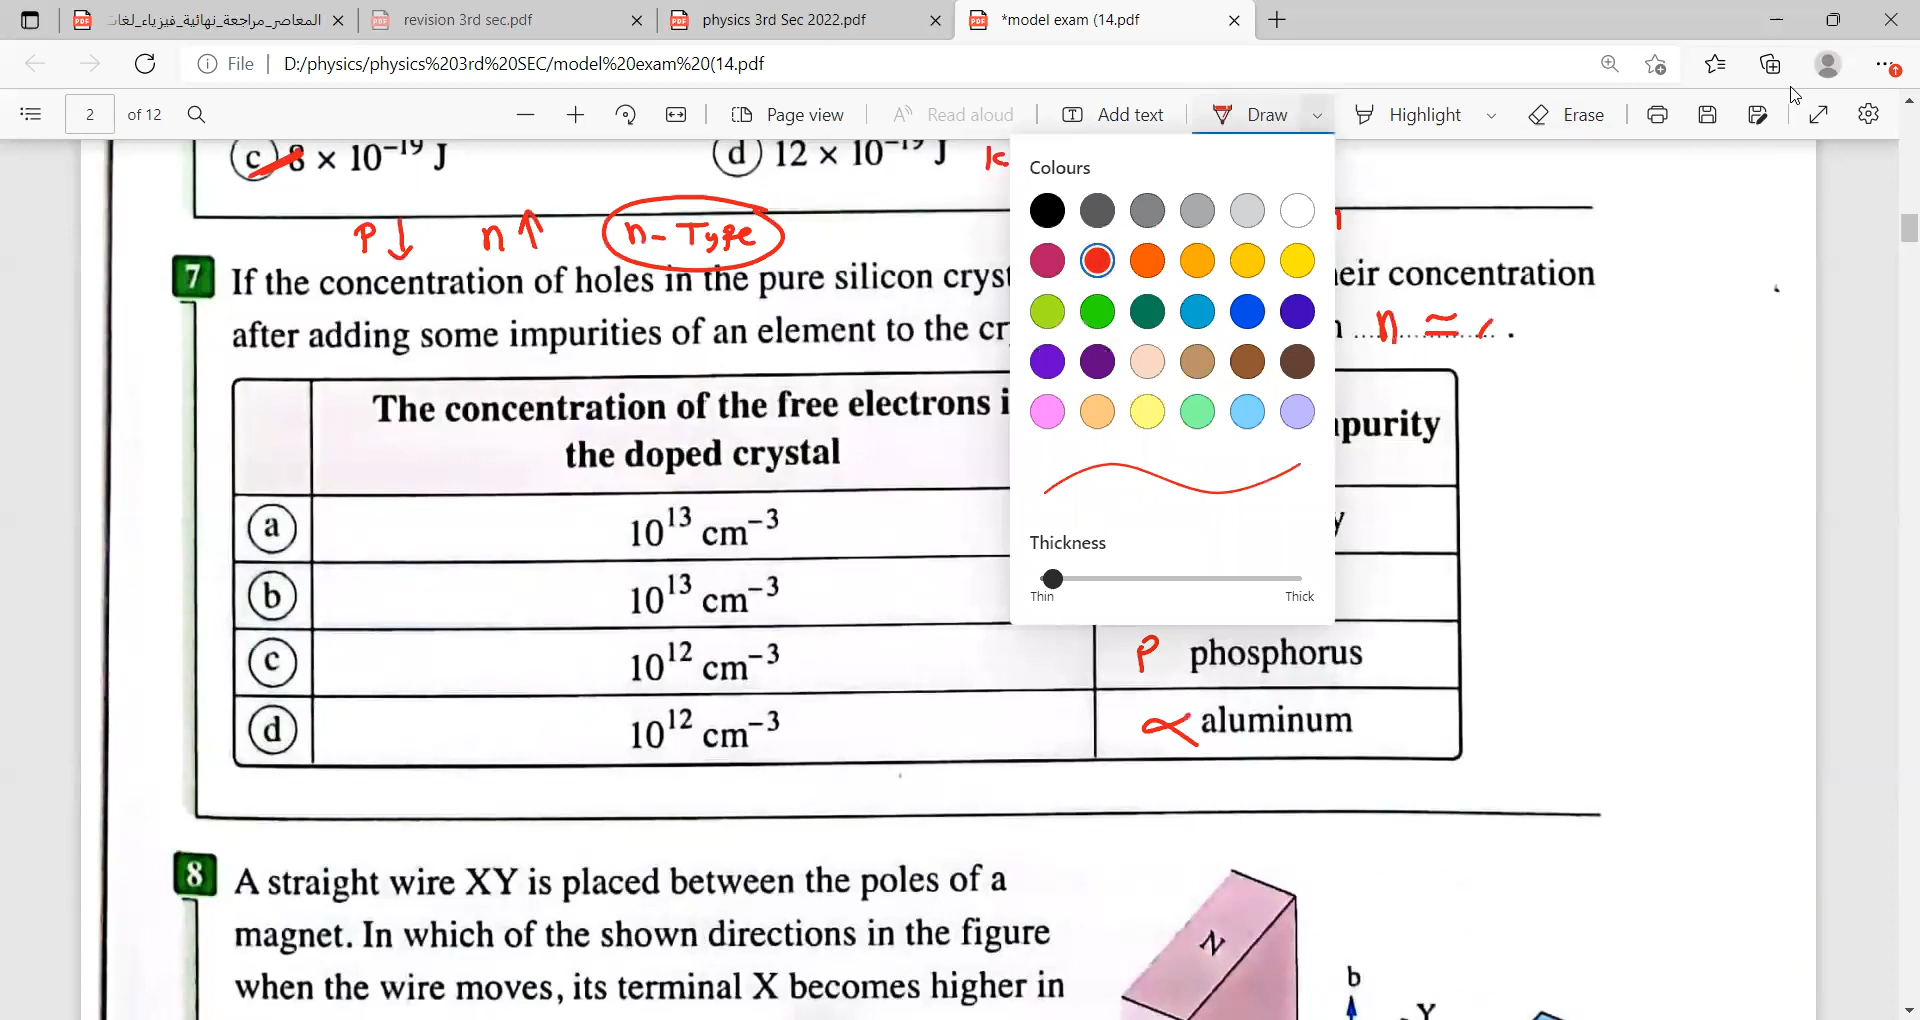 المعاصر_مراجعة_نهائية_فيزياء_لغات
revision 3rd sec.pdf
physics 3rd Sec 2022.pdf
*model exam (14.pdf
File
D:/physics/physics%203rd%20SEC/model%20exam%20(14.pdf
2 of 12
Page view
Read aloud
Add text
Draw
Highlight
Erase
c 8 × 10⁻¹⁹ J
d 12 × 10⁻¹⁹ J
Colours
P↓ n↑ n-Type
7 If the concentration of holes in the pure silicon
eir concentration
after adding some impurities of an element to the
n ≅
The concentration of the free electrons
the doped crystal
a 10¹³ cm⁻³
b 10¹³ cm⁻³
c 10¹² cm⁻³
P phosphorus
d 10¹² cm⁻³
aluminum
Thickness
Thin
Thick
8 A straight wire XY is placed between the poles of a
magnet. In which of the shown directions in the figure
when the wire moves, its terminal X becomes higher in
N
b
Y